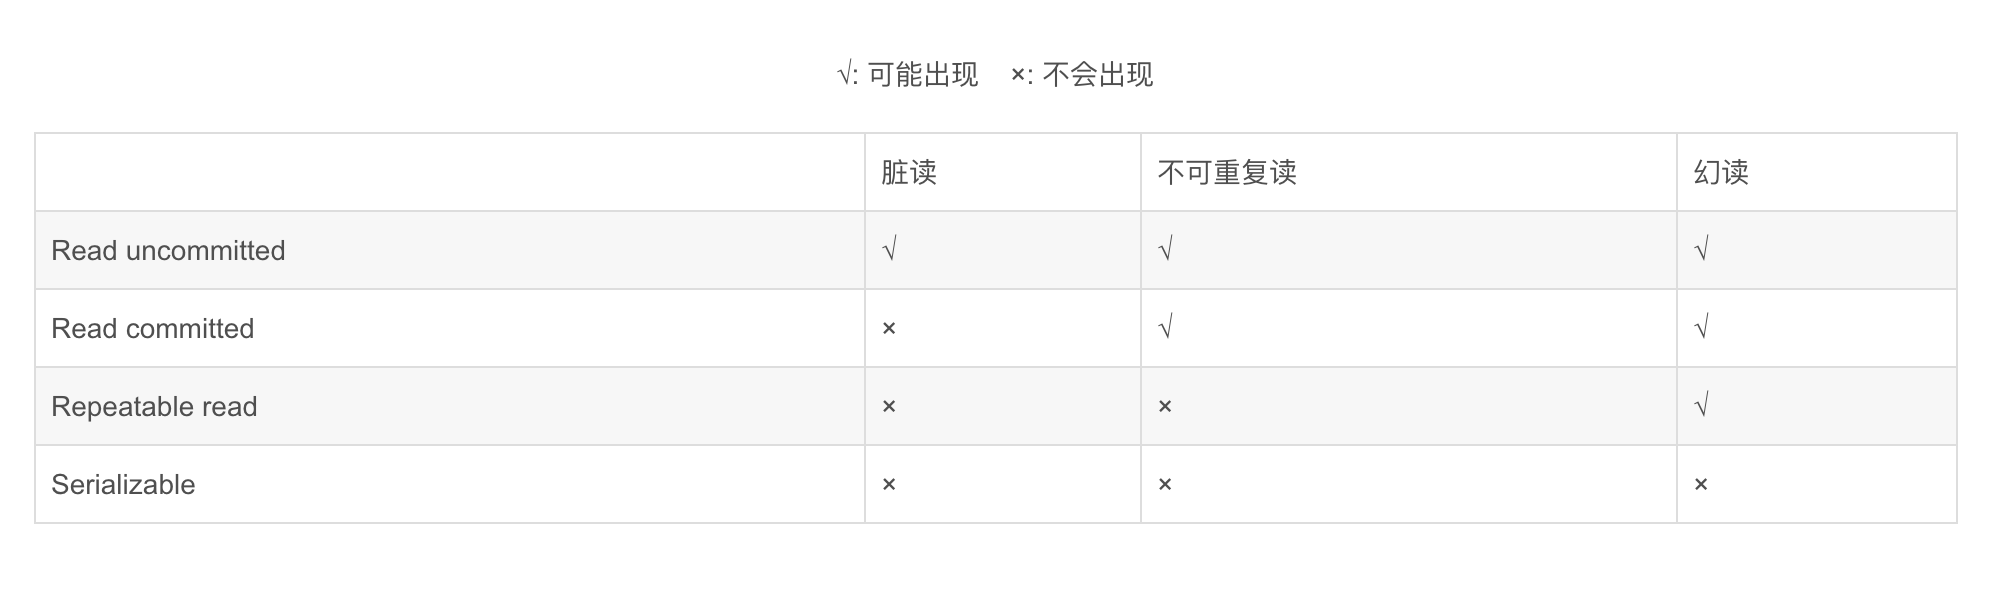 √: 可能出现 ×: 不会出现
脏读 不可重复读 幻读
Read uncommitted √ √ √
Read committed × √ √
Repeatable read × × √
Serializable × × ×